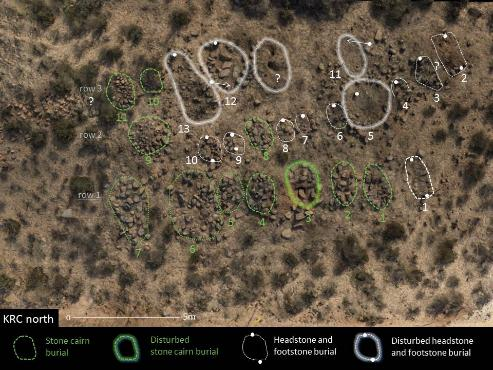 row 3
?
11
10
13
12
?
11
4
3
?
2
row 2
9
10
9
8
8
7
6
5
row 1
7
6
5
4
3
2
1
1
KRC north
0
5m
Stone cairn
burial
Disturbed
stone cairn burial
Headstone and
footstone burial
Disturbed headstone
and footstone burial